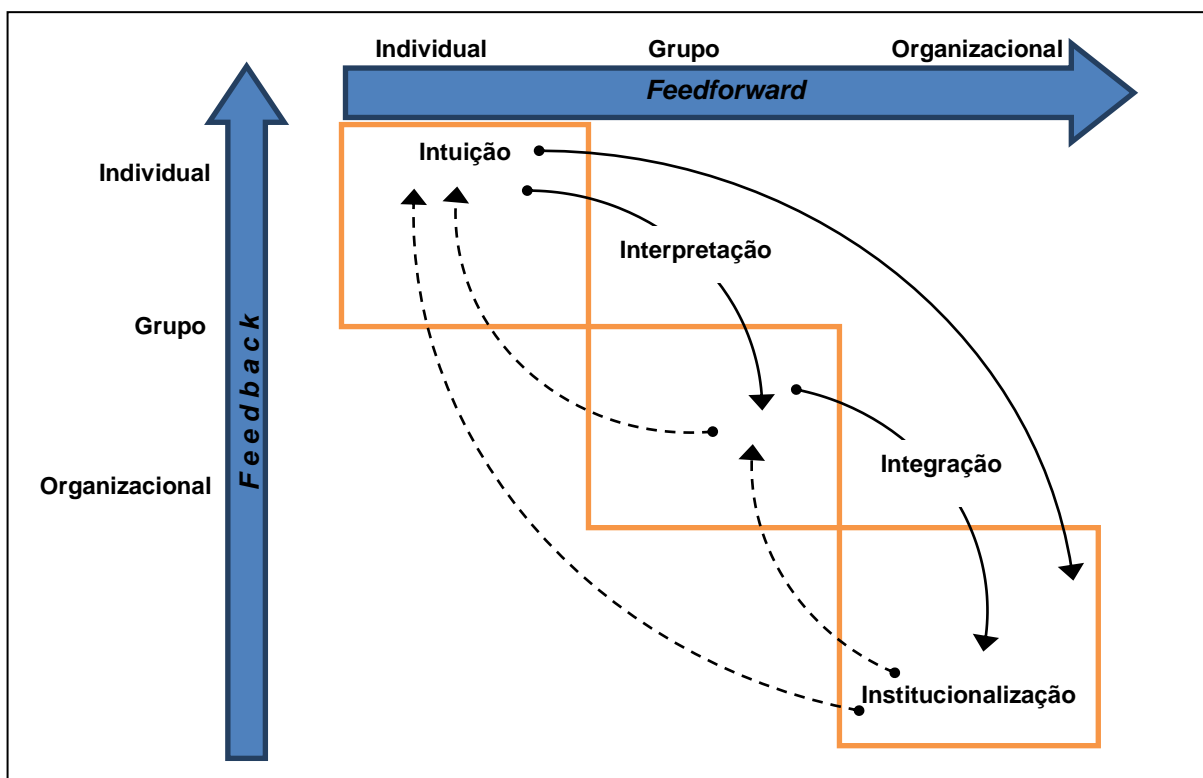 Individual Grupo Organizacional
Feedforward
Intuição
Individual
Interpretação
Grupo
Feedback
Integração
Organizacional
Institucionalização